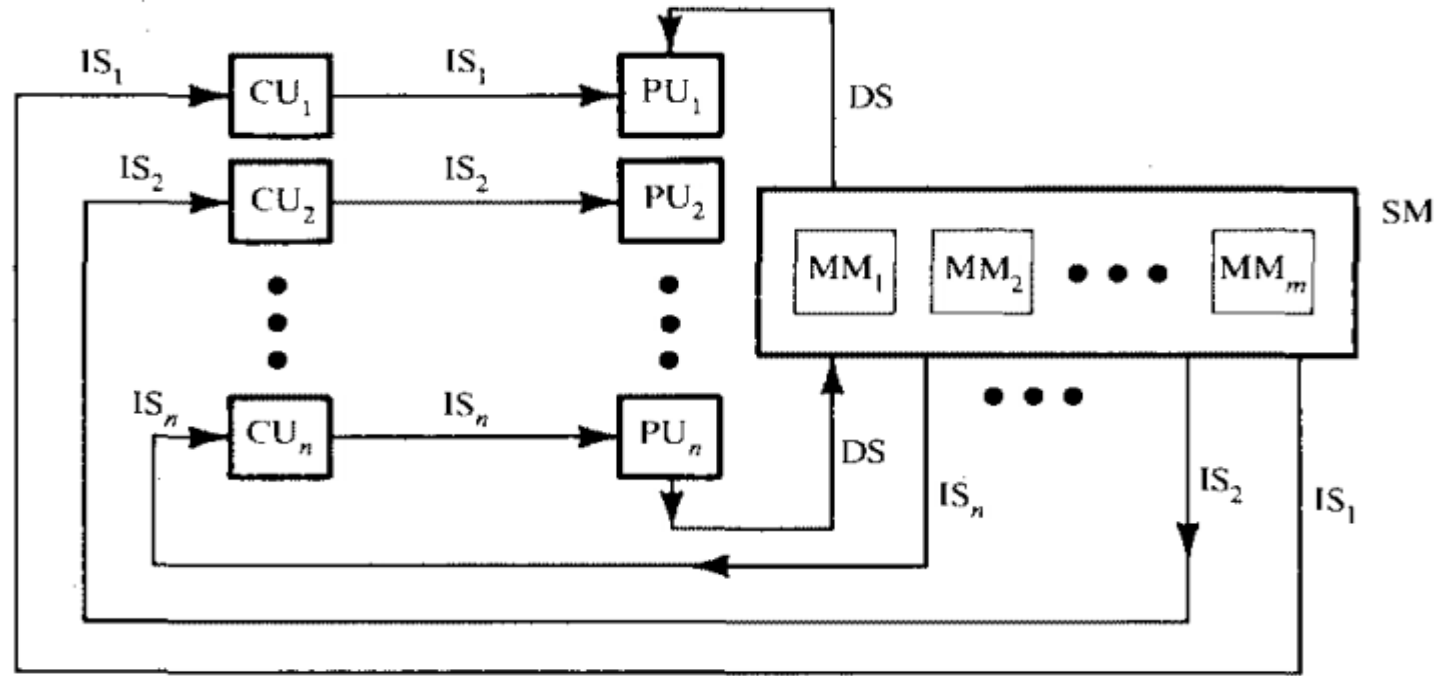 IS₁
CU₁
IS₁
PU₁
DS
IS₂
CU₂
IS₂
PU₂
SM
MM₁
MM₂
MMₘ
ISₙ
CUₙ
ISₙ
PUₙ
DS
ISₙ
IS₂
IS₁